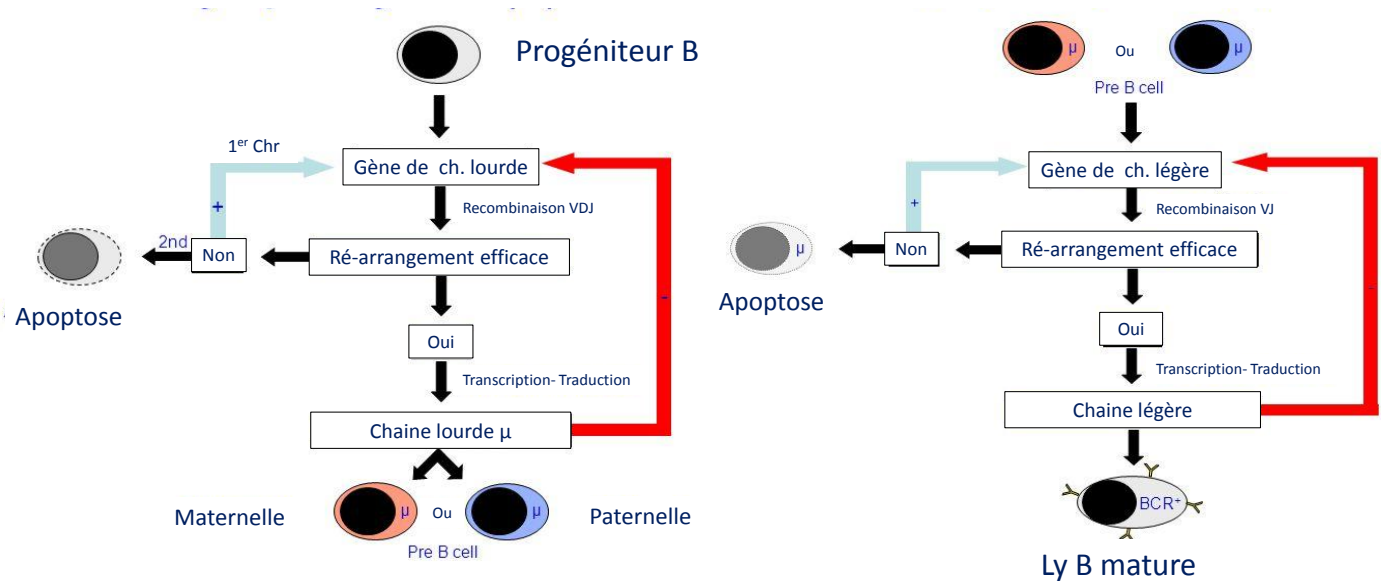 Progéniteur B
1er Chr
Gène de ch. lourde
+
Recombinaison VDJ
2nd
Non
Ré-arrangement efficace
Apoptose
-
Oui
Transcription- Traduction
Chaine lourde µ
Maternelle
µ
Ou
µ
Paternelle
Pre B cell
µ
Ou
µ
Pre B cell
Gène de ch. légère
+
Recombinaison VJ
µ
Non
Ré-arrangement efficace
Apoptose
-
Oui
Transcription- Traduction
Chaine légère
BCR+
Ly B mature